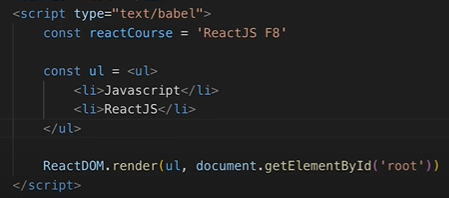 <script type="text/babel">
const reactCourse = 'ReactJS F8'
const ul = <ul>
<li>Javascript</li>
<li>ReactJS</li>
</ul>
ReactDOM.render(ul, document.getElementById('root'))
</script>